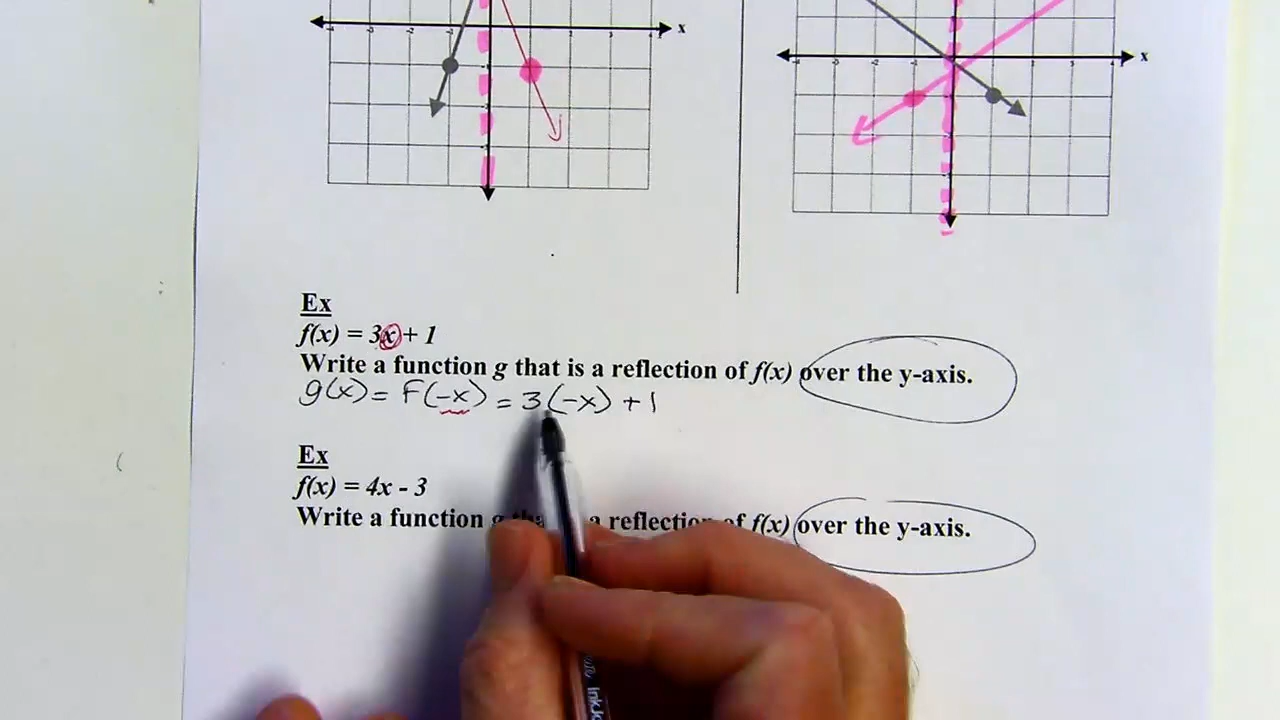 x
x
Ex
f(x) = 3x + 1
Write a function g that is a reflection of f(x) over the y-axis.
g(x) = F(-x) = 3(-x) + 1
Ex
f(x) = 4x - 3
Write a function g a reflection of f(x) over the y-axis.